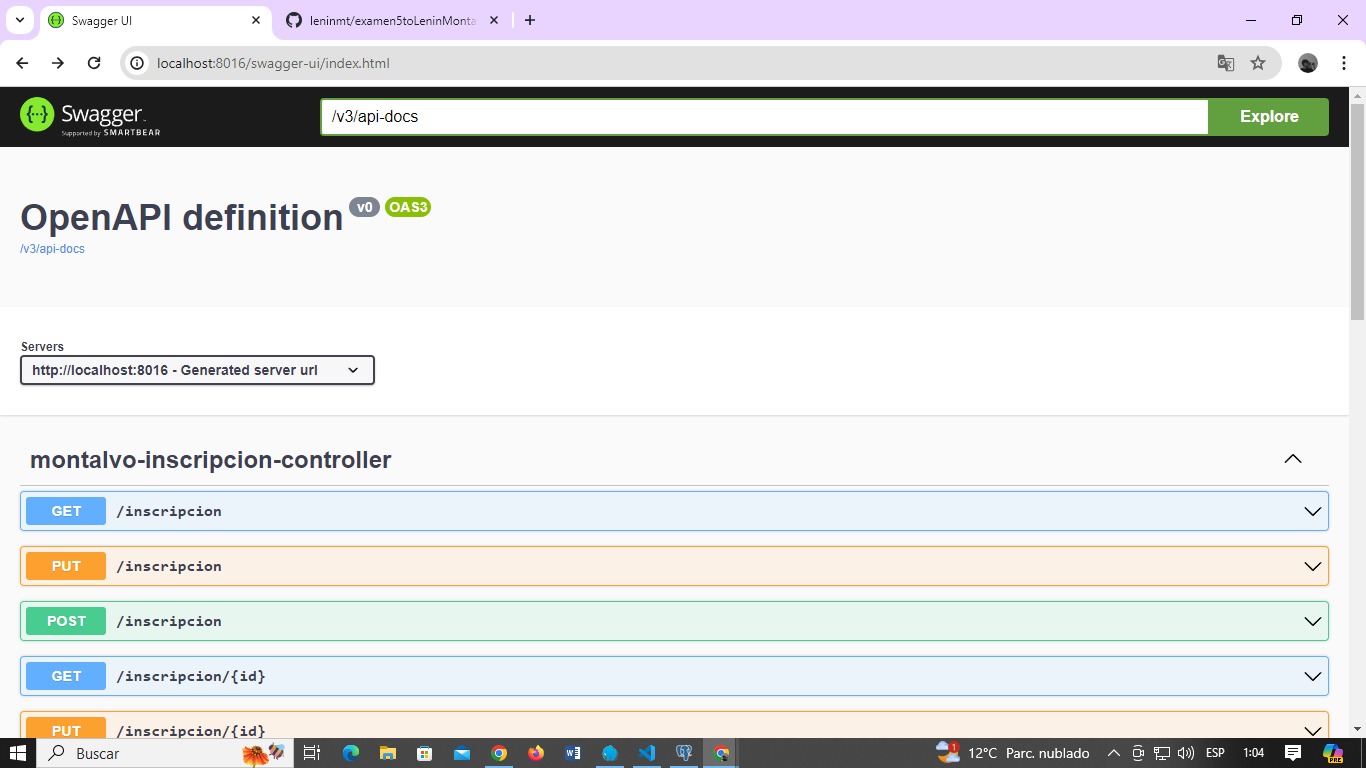 Swagger UI
leninmt/examen5toLeninMonta
localhost:8016/swagger-ui/index.html
Swagger
Supported by SMARTBEAR
/v3/api-docs
Explore
OpenAPI definition v0 OAS3
/v3/api-docs
Servers
http://localhost:8016 - Generated server url
montalvo-inscripcion-controller
GET /inscripcion
PUT /inscripcion
POST /inscripcion
GET /inscripcion/{id}
PUT /inscripcion/{id}
Buscar
1
12°C Parc. nublado
ESP
1:04
PRE